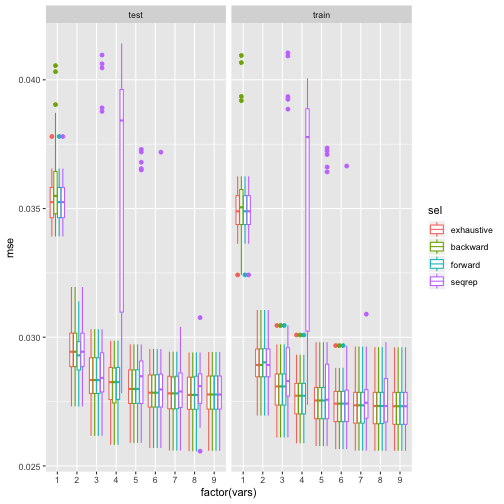 test train
mse
0.040
0.035
0.030
0.025
1 2 3 4 5 6 7 8 9 1 2 3 4 5 6 7 8 9
factor(vars)
sel
exhaustive
backward
forward
seqrep